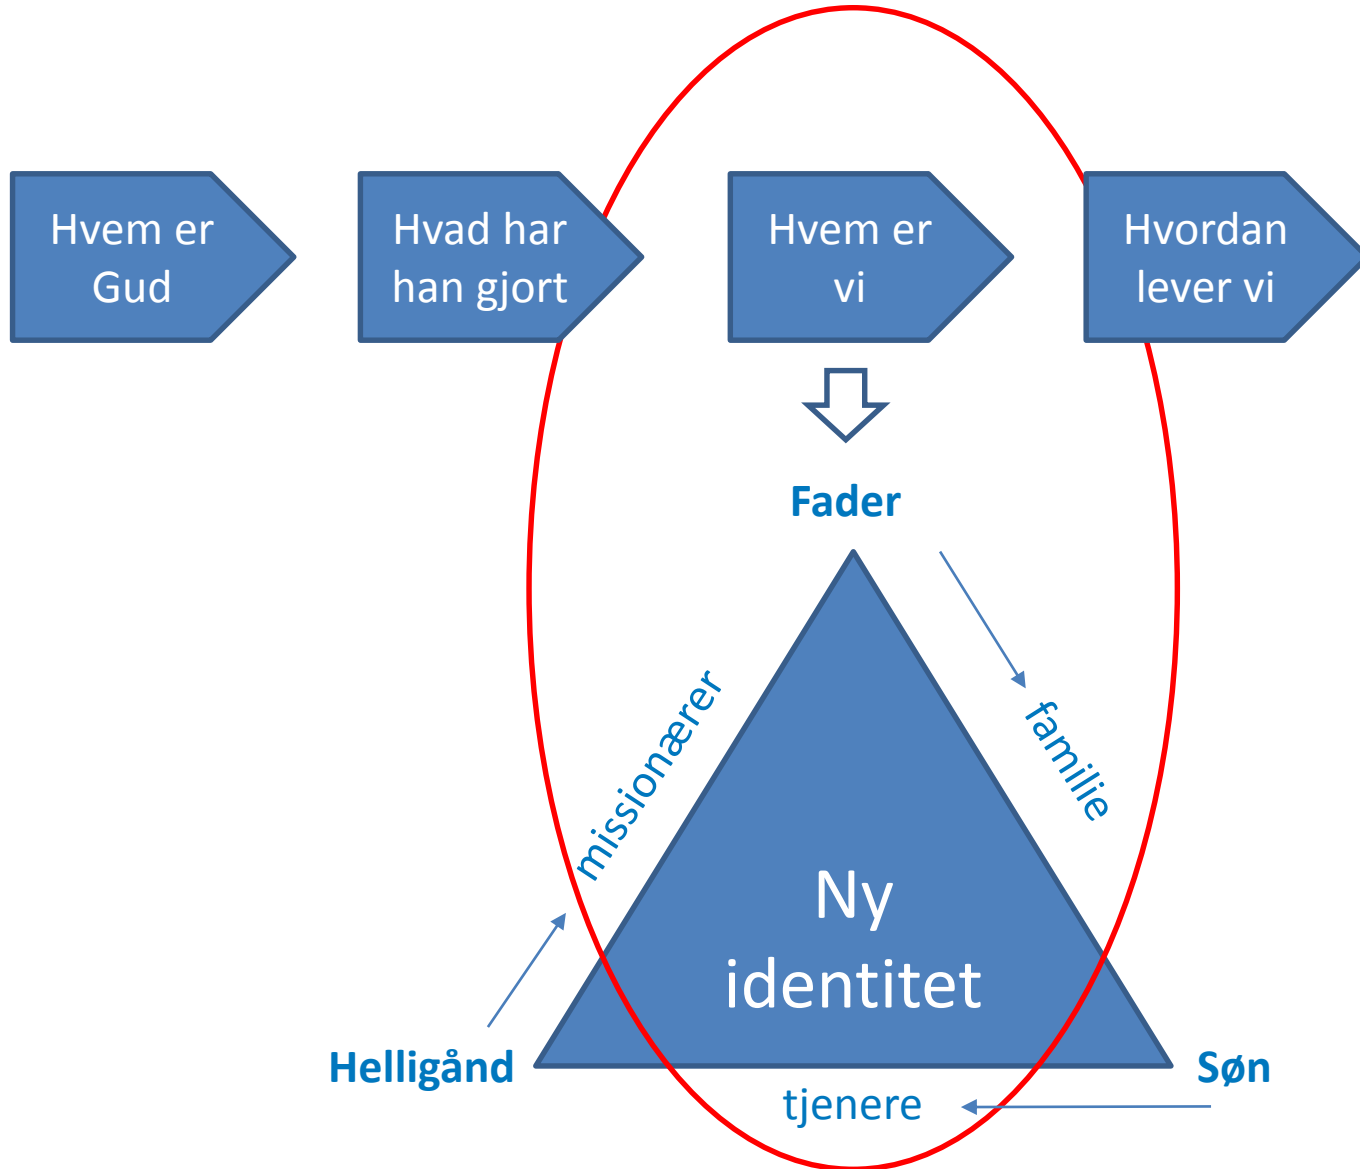 Hvem er
Gud
Hvad har
han gjort
Hvem er
vi
Hvordan
lever vi
Fader
missionærer
familie
Ny
identitet
Helligånd
Søn
tjenere